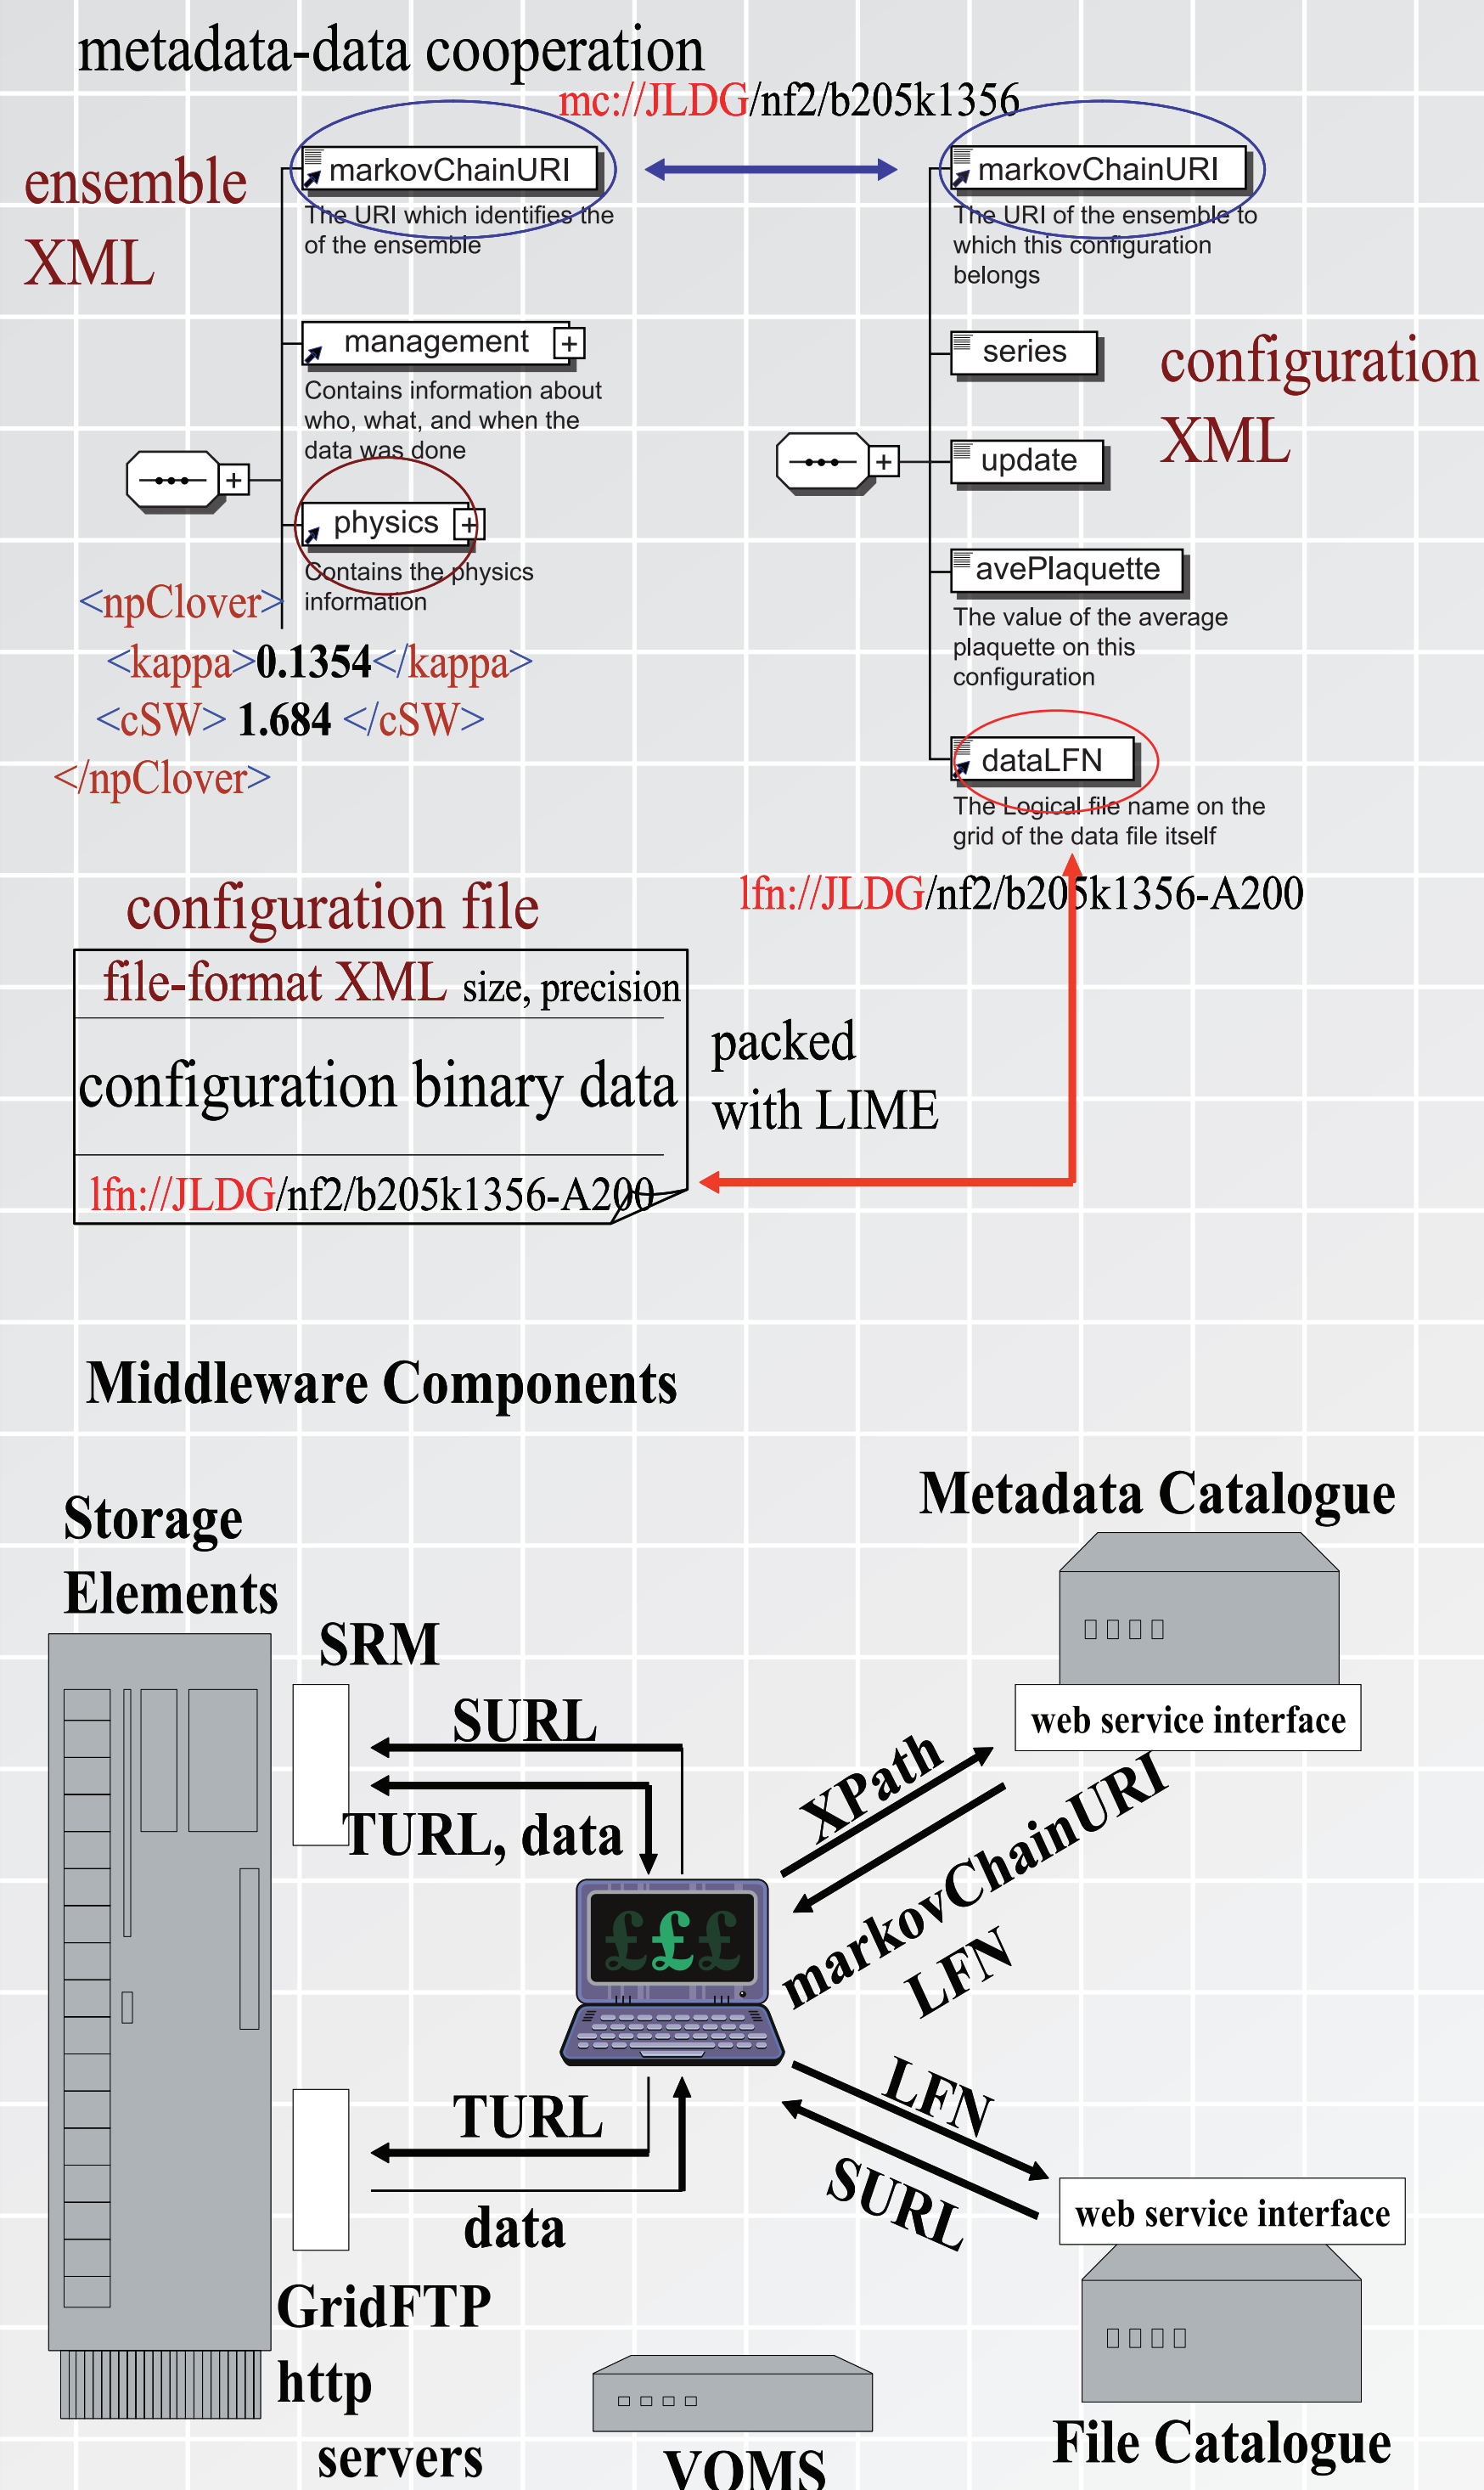 metadata-data cooperation
mc://JLDG/nf2/b205k1356
ensemble
XML
markovChainURI
The URI which identifies the
of the ensemble
management
Contains information about
who, what, and when the
data was done
physics
Contains the physics
information
<npClover>
<kappa>0.1354</kappa>
<cSW> 1.684 </cSW>
</npClover>
markovChainURI
The URI of the ensemble to
which this configuration
belongs
series
configuration
XML
update
avePlaquette
The value of the average
plaquette on this
configuration
dataLFN
The Logical file name on the
grid of the data file itself
lfn://JLDG/nf2/b205k1356-A200
configuration file
file-format XML size, precision
configuration binary data
lfn://JLDG/nf2/b205k1356-A200
packed
with LIME
Middleware Components
Storage
Elements
SRM
SURL
TURL, data
Metadata Catalogue
web service interface
XPath
markovChainURI
LFN
£££
TURL
data
LFN
SURL
web service interface
File Catalogue
GridFTP
http
servers
VOMS